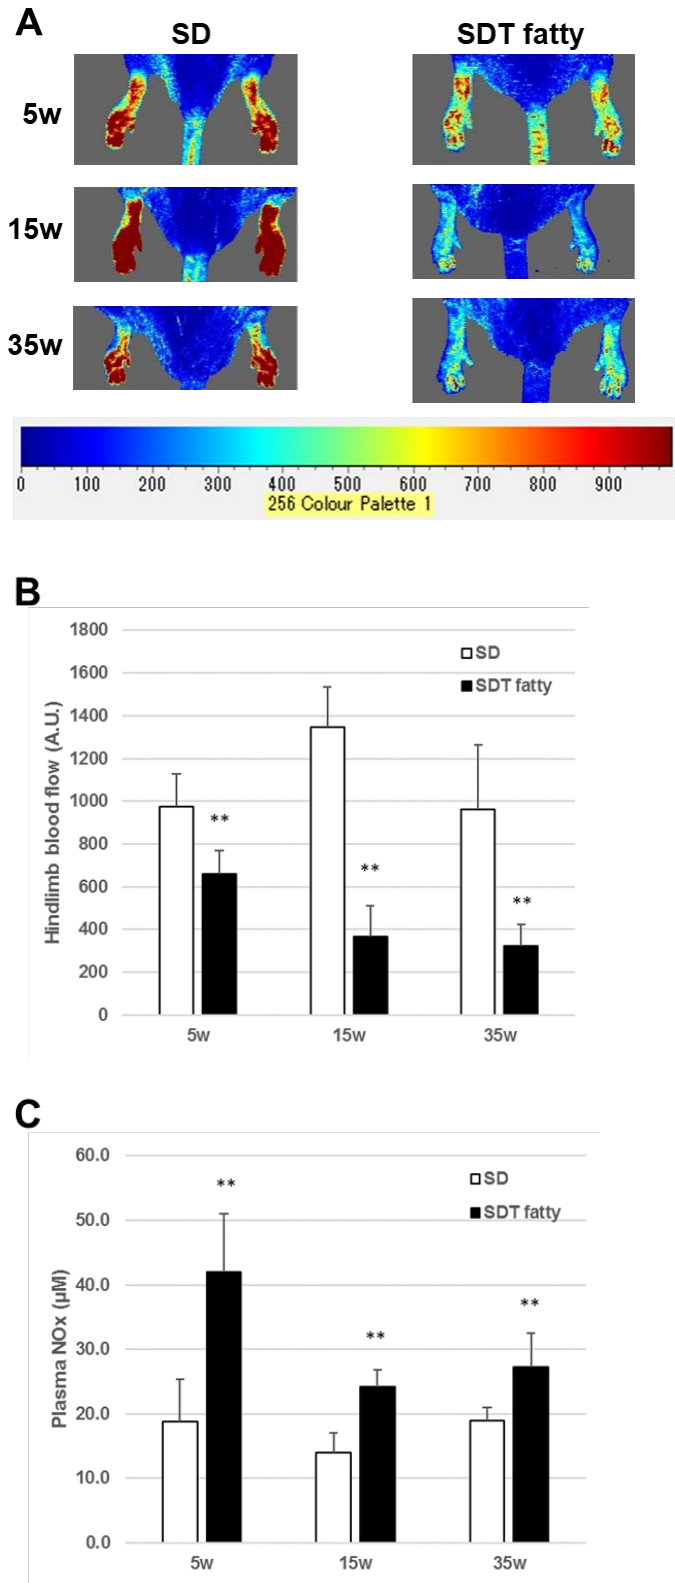 A
SD SDT fatty
5w
15w
35w
0 100 200 300 400 500 600 700 800 900
256 Colour Palette 1
B
1800
1600
1400
1200
1000
800
600
400
200
0
Hindlimb blood flow (A.U.)
SD
SDT fatty
**
**
**
5w 15w 35w
C
60.0
50.0
40.0
30.0
20.0
10.0
0.0
Plasma NOx (μM)
SD
SDT fatty
**
**
**
5w 15w 35w